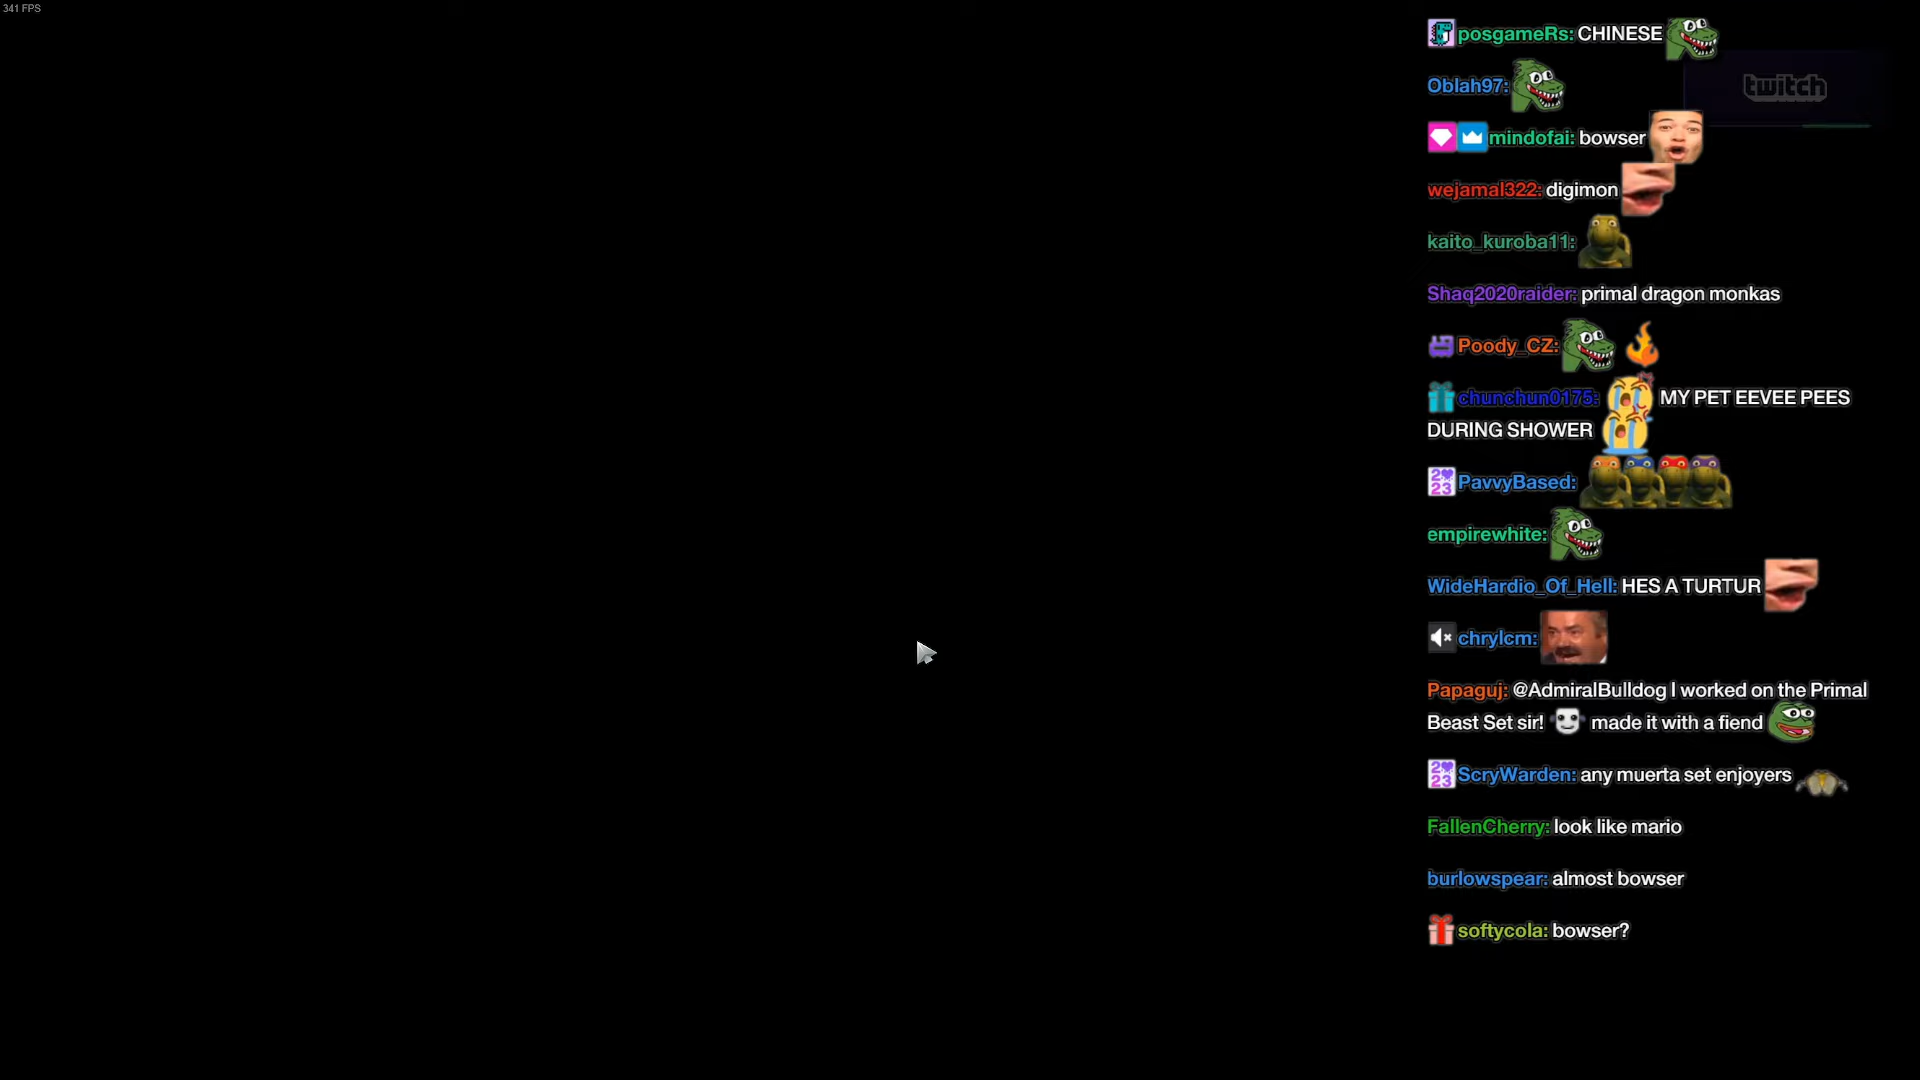 341 FPS
posgameRs: CHINESE
twitch
Oblah97:
mindofai: bowser
wejamal322: digimon
kaito_kuroba11:
Shaq2020raider: primal dragon monkas
Poody_CZ:
chunchun0175: MY PET EEVEE PEES
DURING SHOWER
2023 PavvyBased:
empirewhite:
WideHardio_Of_Hell: HES A TURTUR
chrylcm:
Papaguj: @AdmiralBulldog I worked on the Primal
Beast Set sir! made it with a fiend
2023 ScryWarden: any muerta set enjoyers
FallenCherry: look like mario
burlowspear: almost bowser
softycola: bowser?